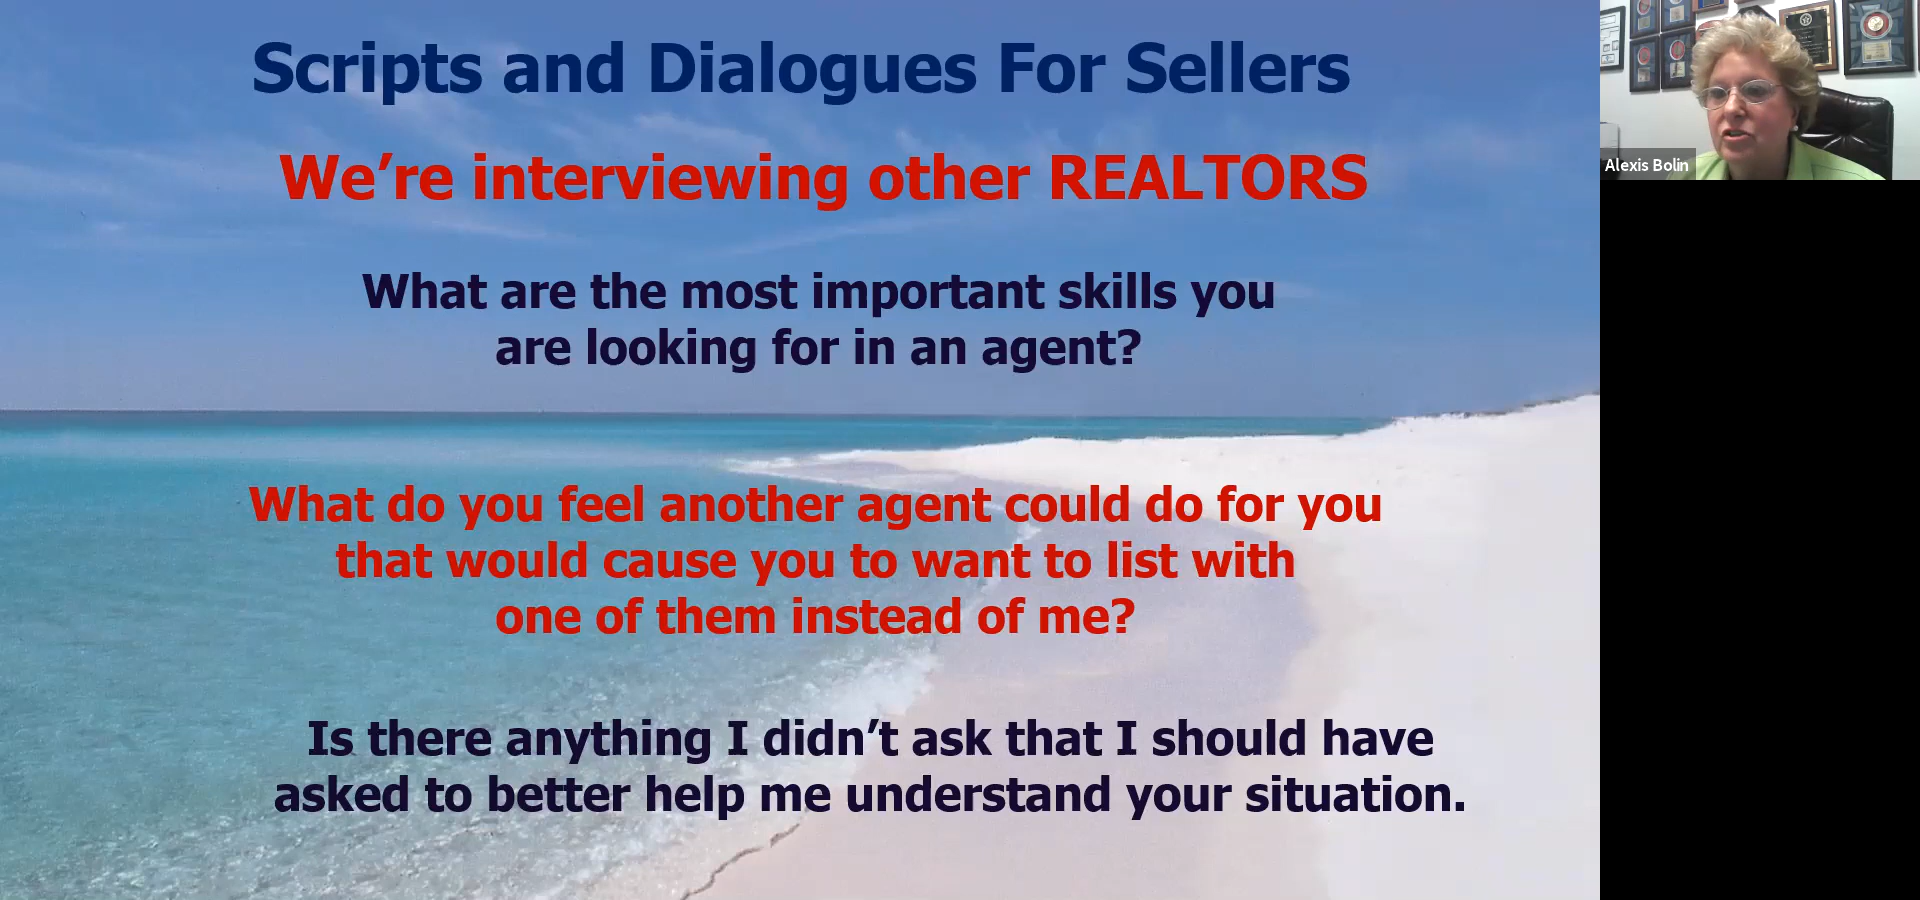 Scripts and Dialogues For Sellers
We’re interviewing other REALTORS
What are the most important skills you
are looking for in an agent?
What do you feel another agent could do for you
that would cause you to want to list with
one of them instead of me?
Is there anything I didn’t ask that I should have
asked to better help me understand your situation.
Alexis Bolin